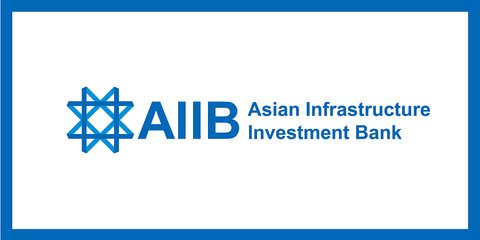 AIIB
Asian Infrastructure
Investment Bank